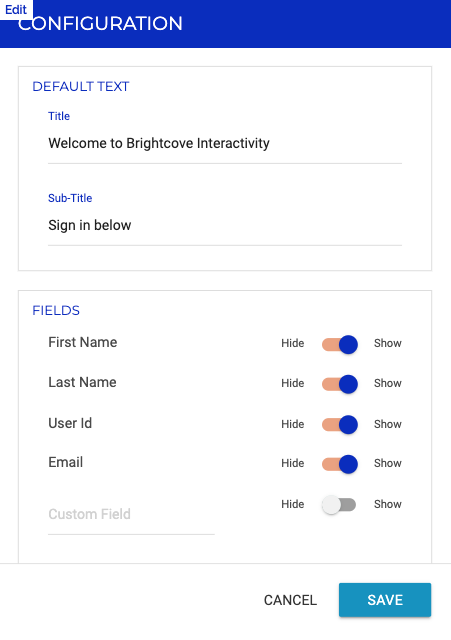 Edit
CONFIGURATION
DEFAULT TEXT
Title
Welcome to Brightcove Interactivity
Sub-Title
Sign in below
FIELDS
First Name Hide Show
Last Name Hide Show
User Id Hide Show
Email Hide Show
Custom Field Hide Show
CANCEL SAVE